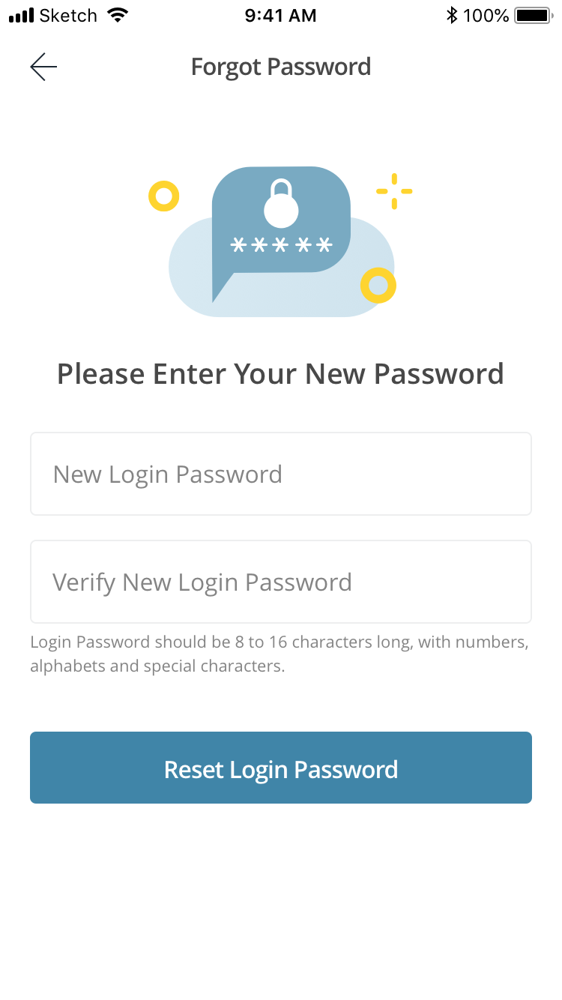 Sketch 9:41 AM 100%
Forgot Password
*****
Please Enter Your New Password
New Login Password
Verify New Login Password
Login Password should be 8 to 16 characters long, with numbers,
alphabets and special characters.
Reset Login Password